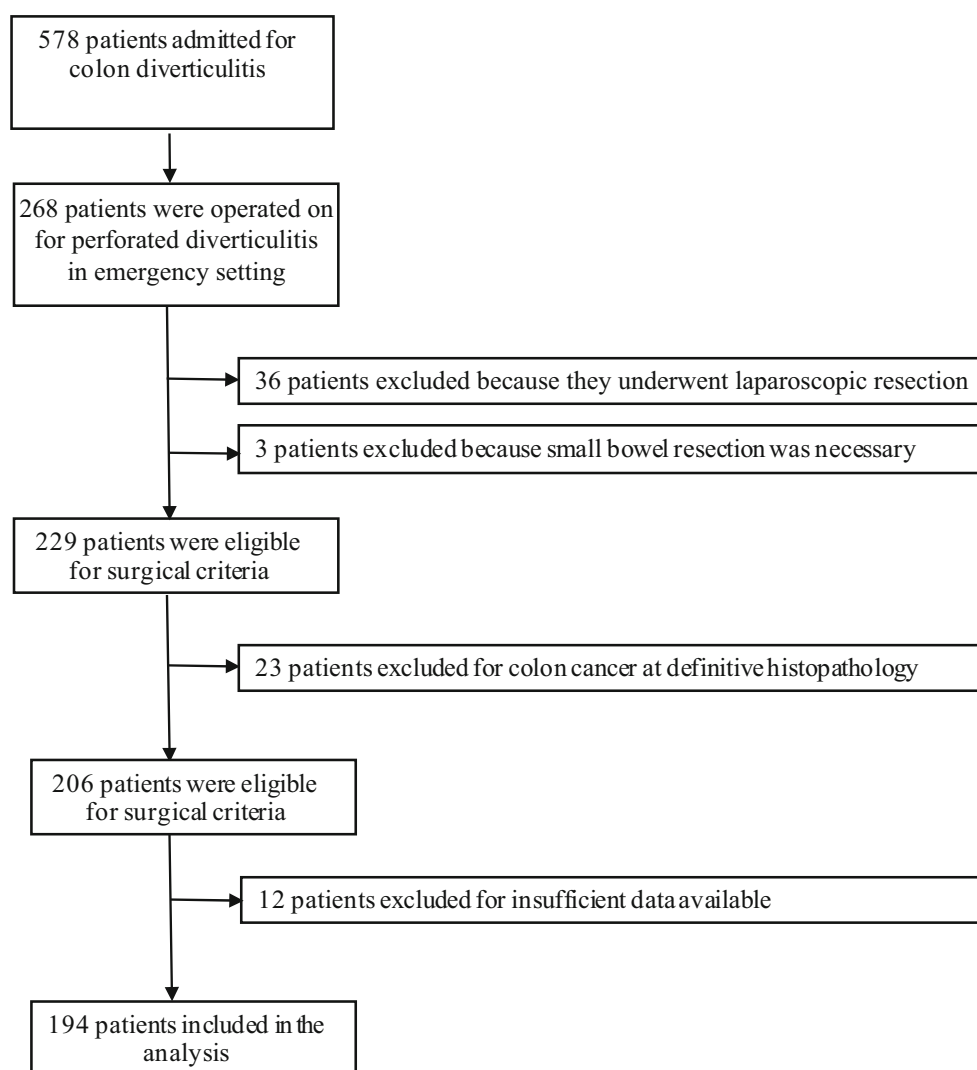 578 patients admitted for
colon diverticulitis
268 patients were operated on
for perforated diverticulitis
in emergency setting
36 patients excluded because they underwent laparoscopic resection
3 patients excluded because small bowel resection was necessary
229 patients were eligible
for surgical criteria
23 patients excluded for colon cancer at definitive histopathology
206 patients were eligible
for surgical criteria
12 patients excluded for insufficient data available
194 patients included in the
analysis